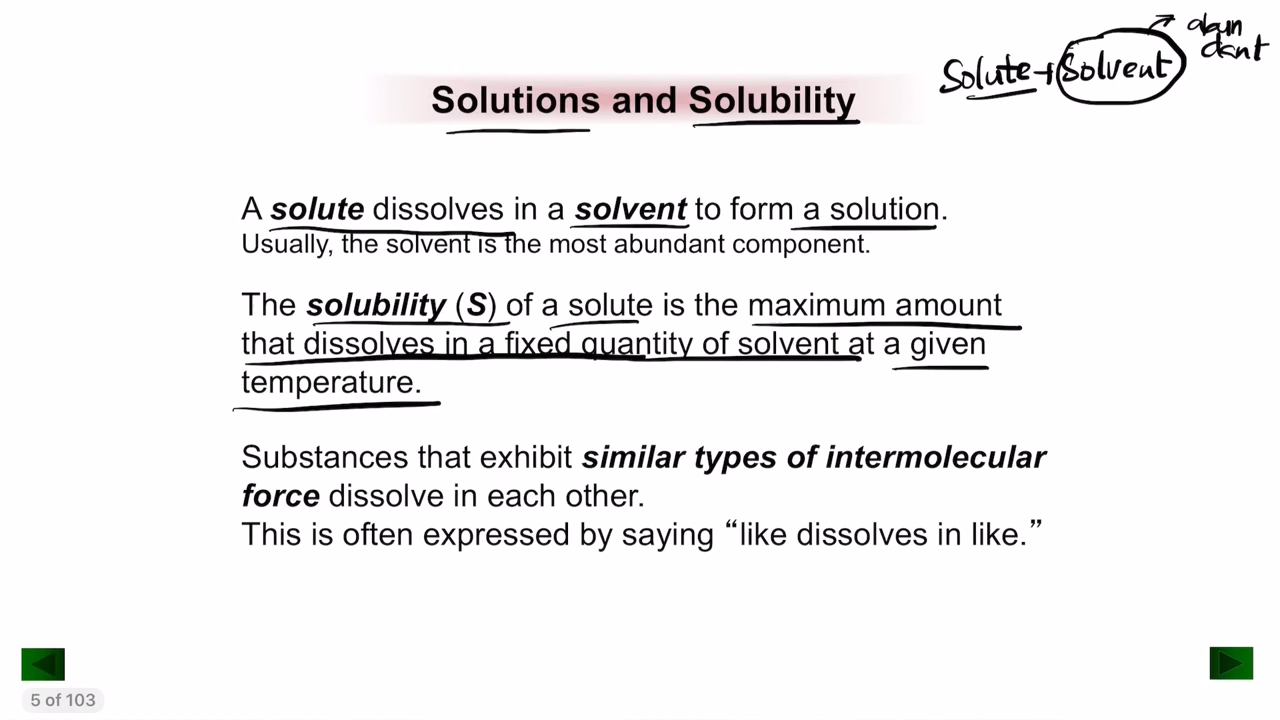 Solute + Solvent
abun
dant
Solutions and Solubility
A solute dissolves in a solvent to form a solution.
Usually, the solvent is the most abundant component.
The solubility (S) of a solute is the maximum amount
that dissolves in a fixed quantity of solvent at a given
temperature.
Substances that exhibit similar types of intermolecular
force dissolve in each other.
This is often expressed by saying “like dissolves in like.”
5 of 103